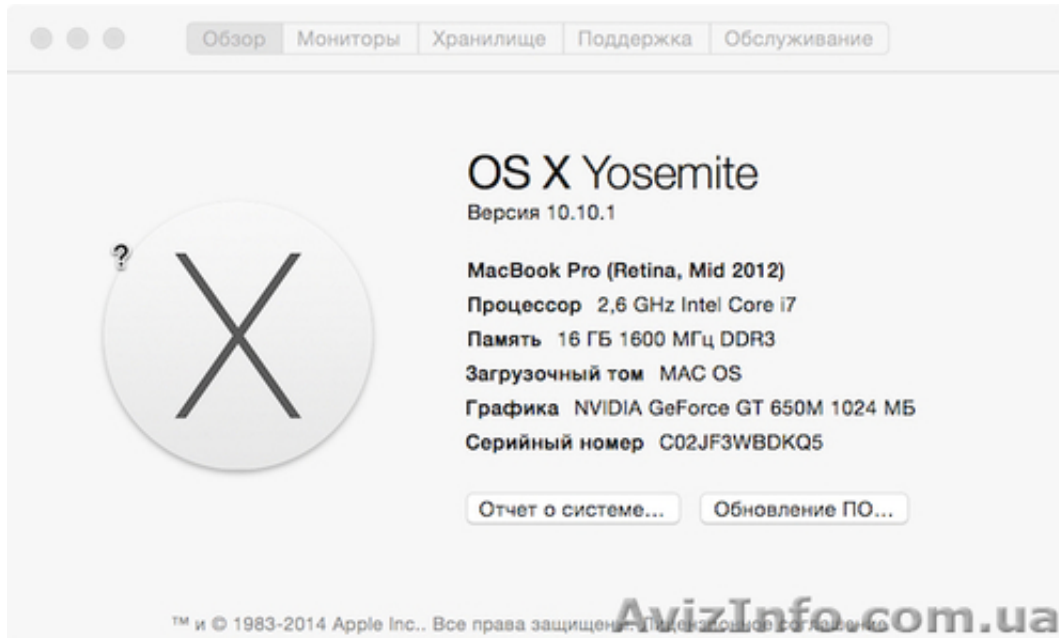 Обзор Мониторы Хранилище Поддержка Обслуживание
OS X Yosemite
Версия 10.10.1
MacBook Pro (Retina, Mid 2012)
Процессор 2,6 GHz Intel Core i7
Память 16 ГБ 1600 МГц DDR3
Загрузочный том MAC OS
Графика NVIDIA GeForce GT 650M 1024 МБ
Серийный номер C02JF3WBDKQ5
Отчет о системе... Обновление ПО...
™ и © 1983-2014 Apple Inc.. Все права защищены. Лицензионное соглашение
AvizInfo.com.ua